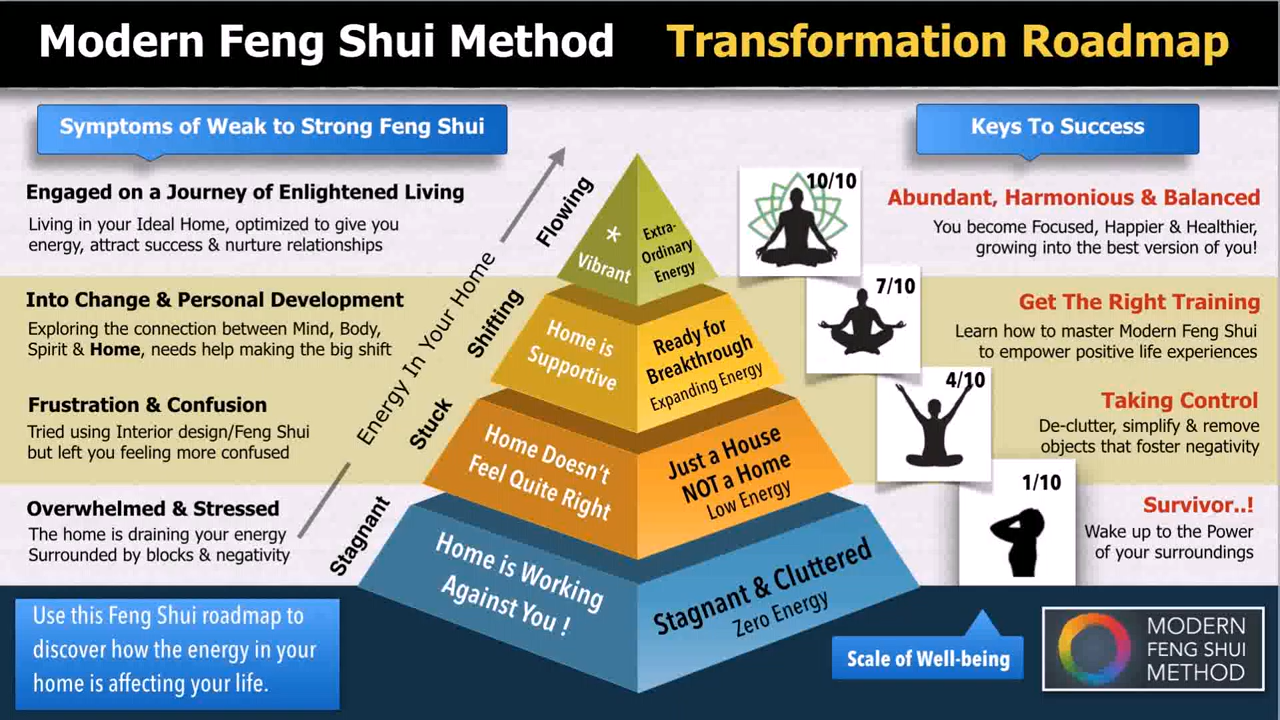 Modern Feng Shui Method Transformation Roadmap
Symptoms of Weak to Strong Feng Shui
Engaged on a Journey of Enlightened Living
Living in your Ideal Home, optimized to give you
energy, attract success & nurture relationships
Into Change & Personal Development
Exploring the connection between Mind, Body,
Spirit & Home, needs help making the big shift
Frustration & Confusion
Tried using Interior design/Feng Shui
but left you feeling more confused
Overwhelmed & Stressed
The home is draining your energy
Surrounded by blocks & negativity
Use this Feng Shui roadmap to
discover how the energy in your
home is affecting your life.
Energy In Your Home
Flowing
Shifting
Stuck
Stagnant
*
Vibrant
Extra-
Ordinary
Energy
Home is
Supportive
Ready for
Breakthrough
Expanding Energy
Home Doesn't
Feel Quite Right
Just a House
NOT a Home
Low Energy
Home is Working
Against You !
Stagnant & Cluttered
Zero Energy
10/10
7/10
4/10
1/10
Scale of Well-being
Keys To Success
Abundant, Harmonious & Balanced
You become Focused, Happier & Healthier,
growing into the best version of you!
Get The Right Training
Learn how to master Modern Feng Shui
to empower positive life experiences
Taking Control
De-clutter, simplify & remove
objects that foster negativity
Survivor..!
Wake up to the Power
of your surroundings
MODERN
FENG SHUI
METHOD